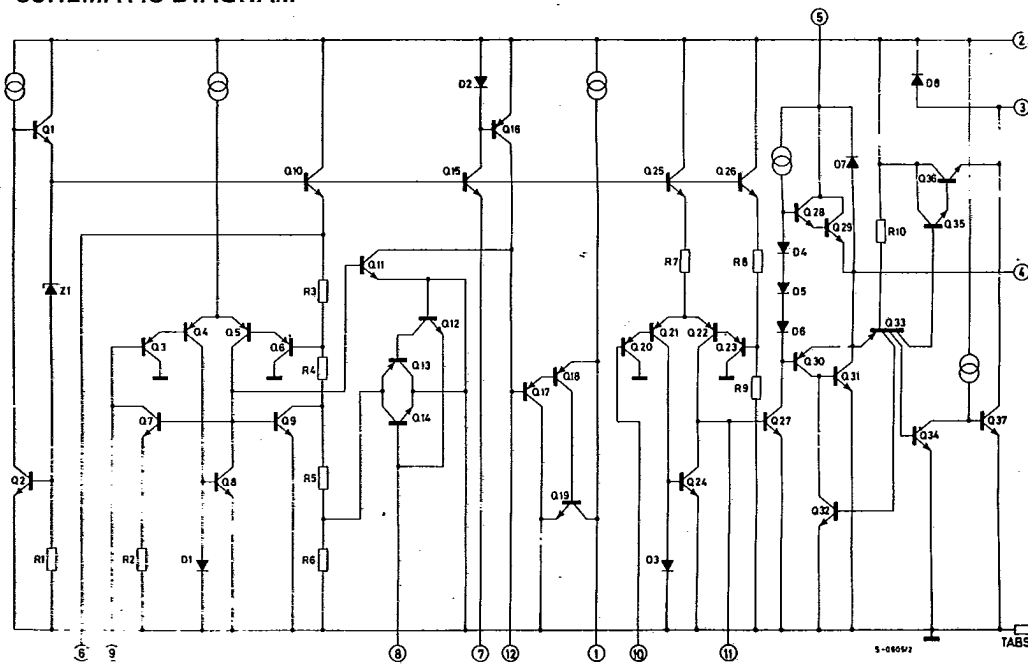 SCHEMATIC DIAGRAM
5
2
D2
D8
3
Q1
Q16
D7
Q36
Q10
Q15
Q25
Q26
Q28
Q35
Q29
R10
Z1
R3
Q11
R7
R8
D4
4
D5
Q12
D6
Q3
Q4
Q5
Q6
Q20
Q21
Q22
Q23
Q33
R4
Q13
Q17
Q18
R9
Q30
Q31
Q7
Q9
Q14
Q27
Q34
Q37
Q2
Q8
R5
Q19
Q24
Q32
R1
R2
D1
R6
D3
TABS
S-0605/2
6
9
8
7
12
1
10
11